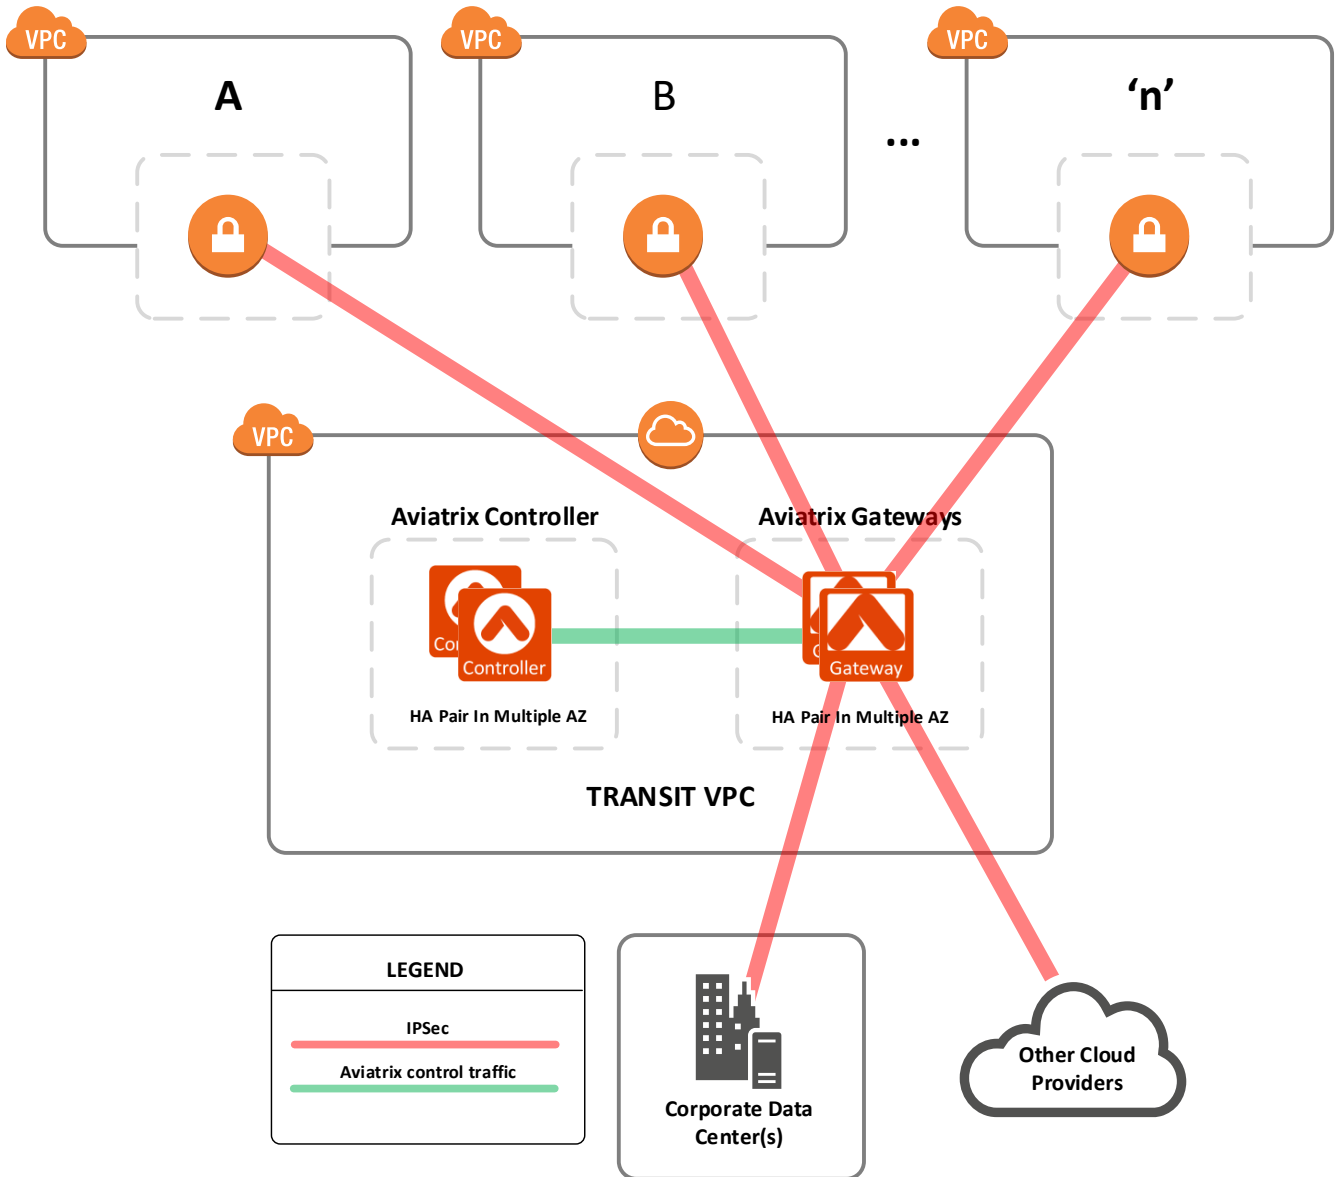 VPC
VPC
VPC
A
B
‘n’
...
VPC
Aviatrix Controller
Aviatrix Gateways
Controller
Gateway
HA Pair In Multiple AZ
HA Pair In Multiple AZ
TRANSIT VPC
LEGEND
IPSec
Aviatrix control traffic
Corporate Data
Center(s)
Other Cloud
Providers